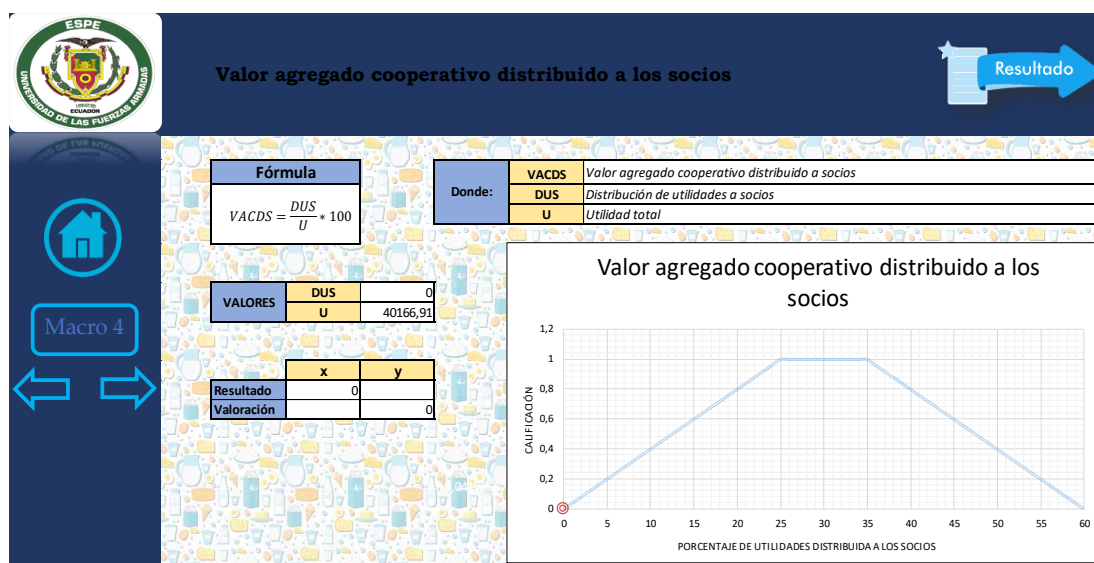 ESPE
UNIVERSIDAD DE LAS FUERZAS ARMADAS
ECUADOR
Valor agregado cooperativo distribuido a los socios
Resultado
Macro 4
Fórmula
VACDS = DUS / U * 100
Donde:
VACDS Valor agregado cooperativo distribuido a socios
DUS Distribución de utilidades a socios
U Utilidad total
VALORES
DUS 0
U 40166,91
x y
Resultado 0
Valoración 0
Valor agregado cooperativo distribuido a los
socios
CALIFICACIÓN
1,2
1
0,8
0,6
0,4
0,2
0
0 5 10 15 20 25 30 35 40 45 50 55 60
PORCENTAJE DE UTILIDADES DISTRIBUIDA A LOS SOCIOS